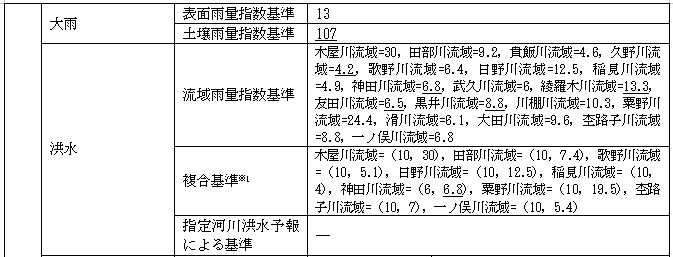 大雨
表面雨量指数基準
13
土壌雨量指数基準
107
洪水
流域雨量指数基準
木屋川流域=30，田部川流域=9.2，貴飯川流域=4.6，久野川流
域=4.2，歌野川流域=6.4，日野川流域=12.5，稲見川流域
=4.9，神田川流域=6.8，武久川流域=6，綾羅木川流域=13.3，
友田川流域=6.5，黒井川流域=8.8，川棚川流域=10.3，粟野川
流域=24.4，滑川流域=6.1，大田川流域=9.6，杢路子川流域
=8.8，一ノ俣川流域=6.8
複合基準※1
木屋川流域=（10，30），田部川流域=（10，7.4），歌野川流域
=（10，5.1），日野川流域=（10，12.5），稲見川流域=（10，
4），神田川流域=（6，6.8），粟野川流域=（10，19.5），杢路
子川流域=（10，7），一ノ俣川流域=（10，5.4）
指定河川洪水予報
による基準
―